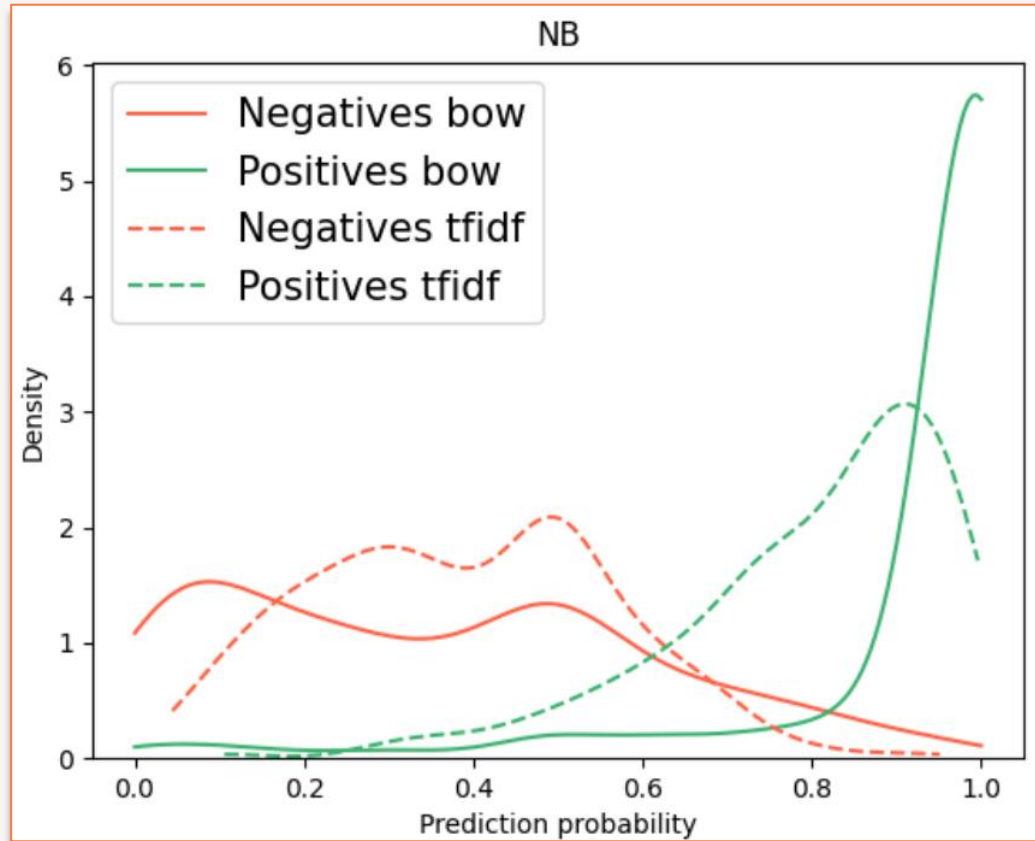 NB
6
5
4
3
2
1
0
Density
Negatives bow
Positives bow
Negatives tfidf
Positives tfidf
0.0 0.2 0.4 0.6 0.8 1.0
Prediction probability